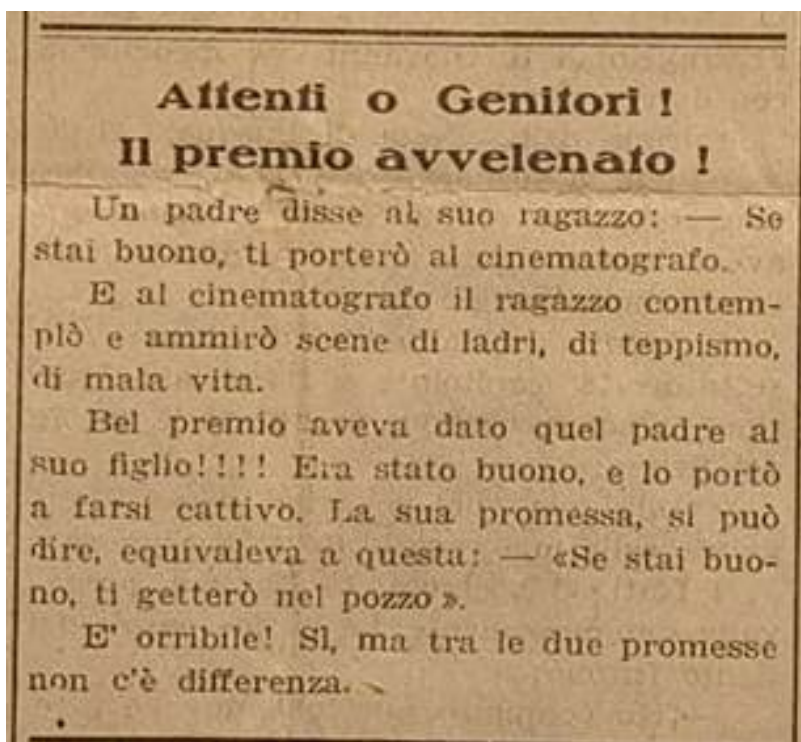 Attenti o Genitori!
Il premio avvelenato!
Un padre disse al suo ragazzo: — Se
stai buono, ti porterò al cinematografo.
E al cinematografo il ragazzo contem-
plò e ammirò scene di ladri, di teppismo,
di mala vita.
Bel premio aveva dato quel padre al
suo figlio!!!! Era stato buono, e lo portò
a farsi cattivo. La sua promessa, si può
dire, equivaleva a questa: — «Se stai buo-
no, ti getterò nel pozzo».
E' orribile! Sì, ma tra le due promesse
non c'è differenza.